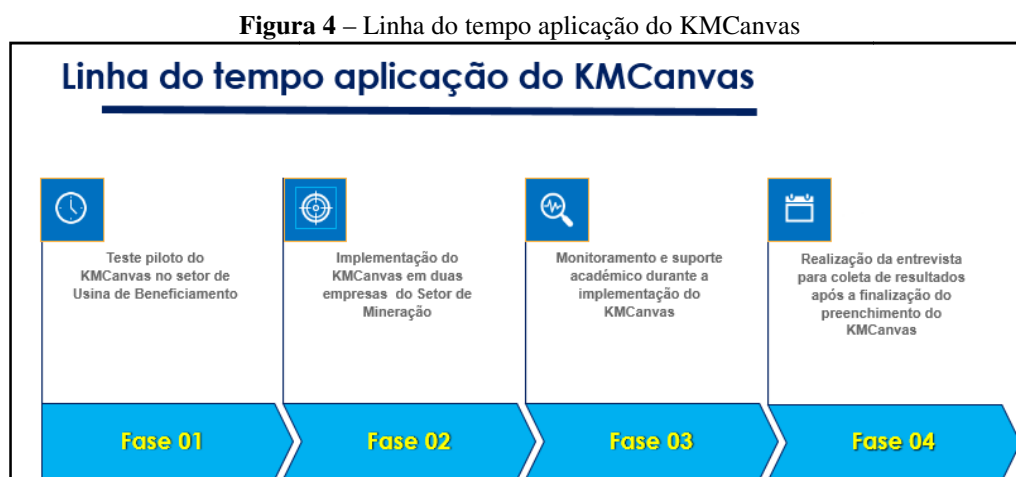 Figura 4 – Linha do tempo aplicação do KMCanvas
Linha do tempo aplicação do KMCanvas
Teste piloto do
KMCanvas no setor de
Usina de Beneficiamento
Implementação do
KMCanvas em duas
empresas do Setor de
Mineração
Monitoramento e suporte
académico durante a
implementação do
KMCanvas
Realização da entrevista
para coleta de resultados
após a finalização do
preenchimento do
KMCanvas
Fase 01
Fase 02
Fase 03
Fase 04